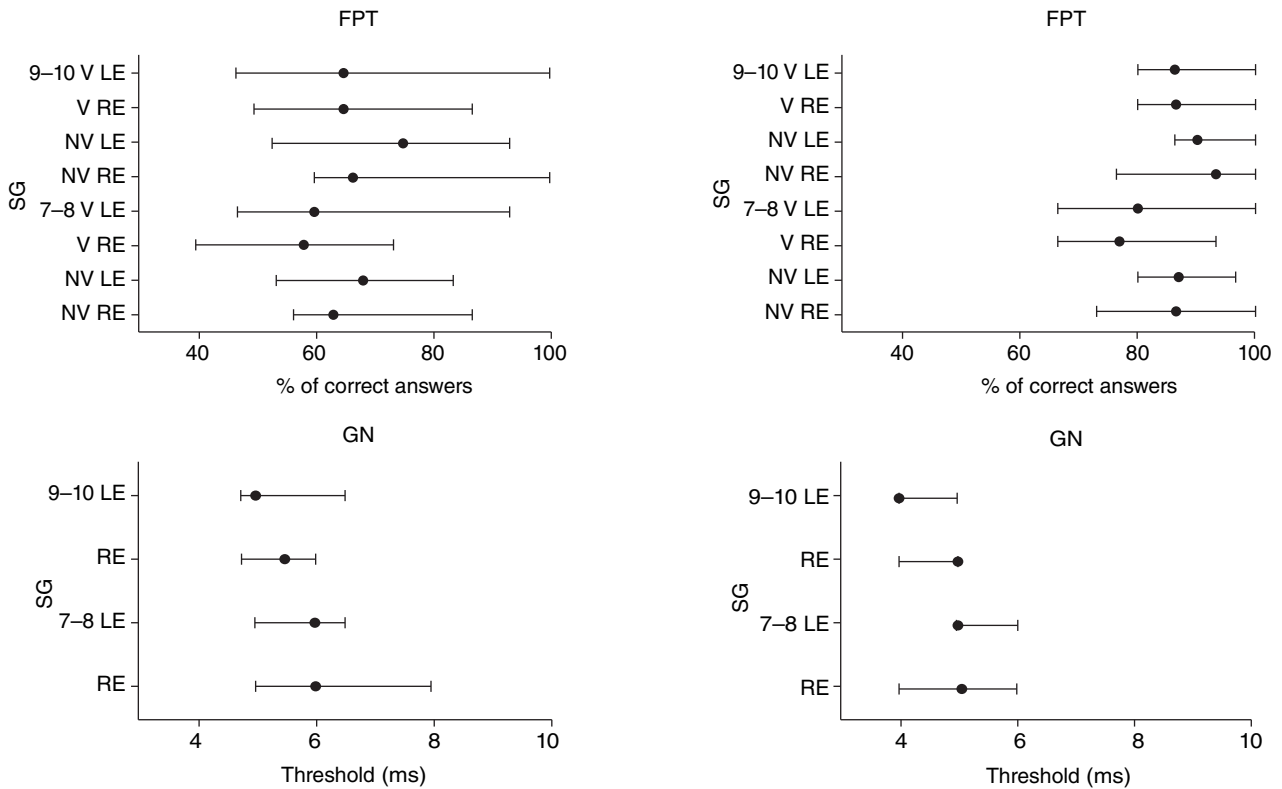 FPT
9–10 V LE
V RE
NV LE
NV RE
7–8 V LE
V RE
NV LE
NV RE
SG
40 60 80 100
% of correct answers
FPT
9–10 V LE
V RE
NV LE
NV RE
7–8 V LE
V RE
NV LE
NV RE
SG
40 60 80 100
% of correct answers
GN
9–10 LE
RE
7–8 LE
RE
SG
4 6 8 10
Threshold (ms)
GN
9–10 LE
RE
7–8 LE
RE
SG
4 6 8 10
Threshold (ms)